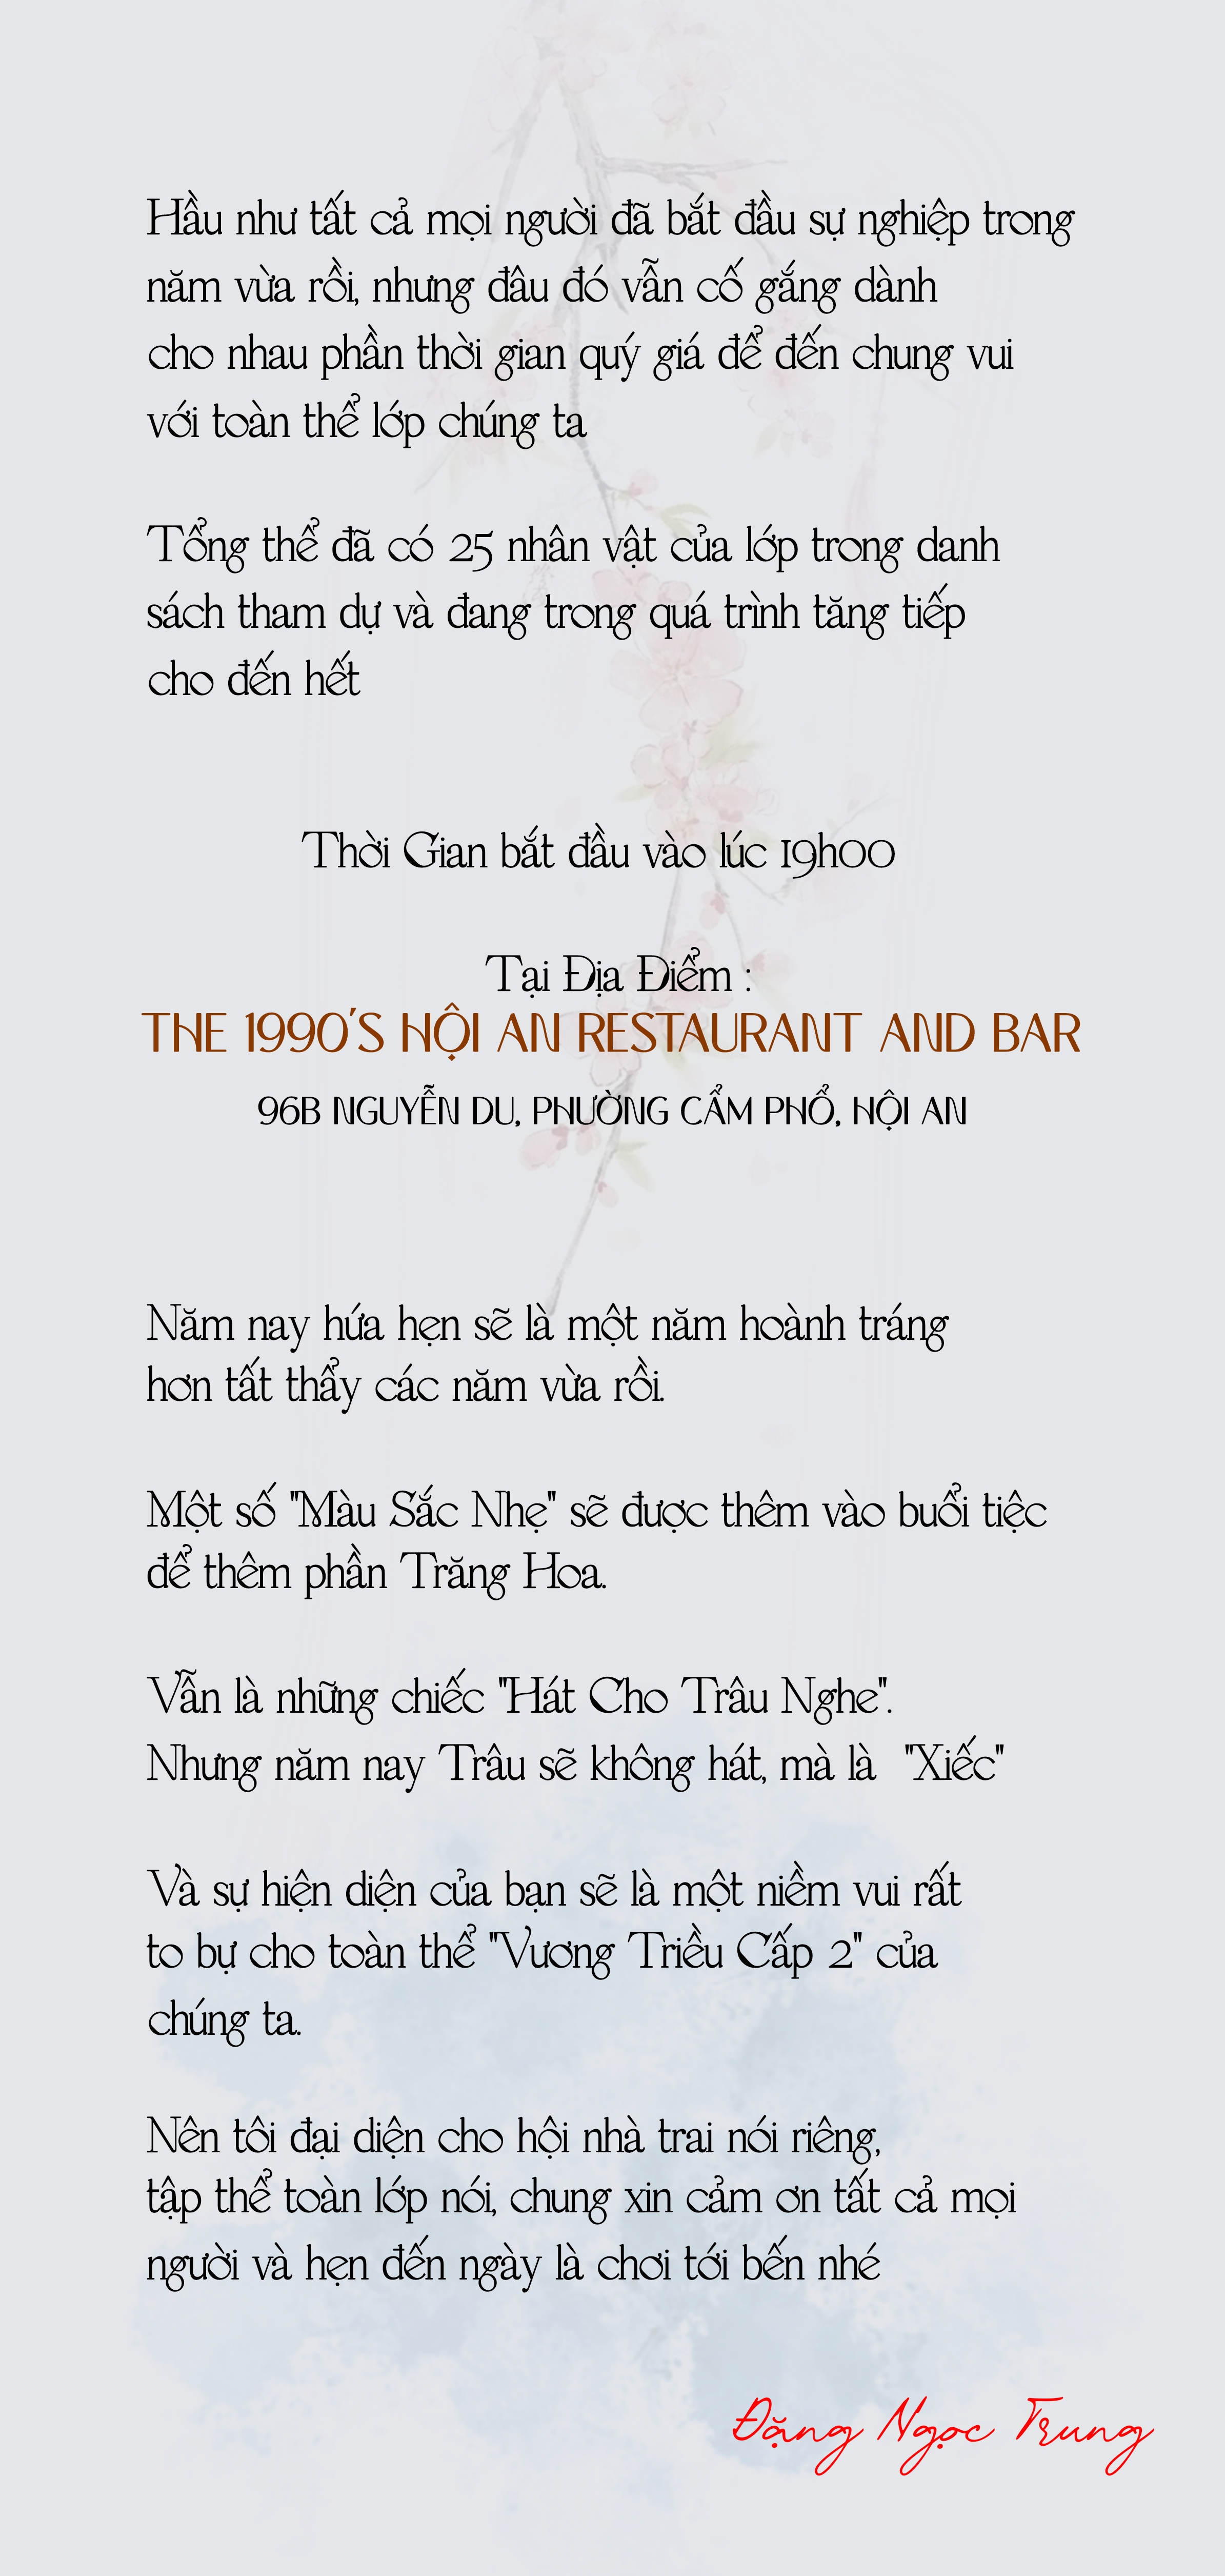 Hầu như tất cả mọi người đã bắt đầu sự nghiệp trong
năm vừa rồi, nhưng đâu đó vẫn cố gắng dành
cho nhau phần thời gian quý giá để đến chung vui
với toàn thể lớp chúng ta
Tổng thể đã có 25 nhân vật của lớp trong danh
sách tham dự và đang trong quá trình tăng tiếp
cho đến hết
Thời Gian bắt đầu vào lúc 19h00
Tại Địa Điểm :
THE 1990'S HỘI AN RESTAURANT AND BAR
96B NGUYỄN DU, PHƯỜNG CẨM PHỔ, HỘI AN
Năm nay hứa hẹn sẽ là một năm hoành tráng
hơn tất thẩy các năm vừa rồi.
Một số "Màu Sắc Nhẹ" sẽ được thêm vào buổi tiệc
để thêm phần Trăng Hoa.
Vẫn là những chiếc "Hát Cho Trâu Nghe".
Nhưng năm nay Trâu sẽ không hát, mà là "Xiếc"
Và sự hiện diện của bạn sẽ là một niềm vui rất
to bự cho toàn thể "Vương Triều Cấp 2" của
chúng ta.
Nên tôi đại diện cho hội nhà trai nói riêng,
tập thể toàn lớp nói, chung xin cảm ơn tất cả mọi
người và hẹn đến ngày là chơi tới bến nhé
Đặng Ngọc Trung